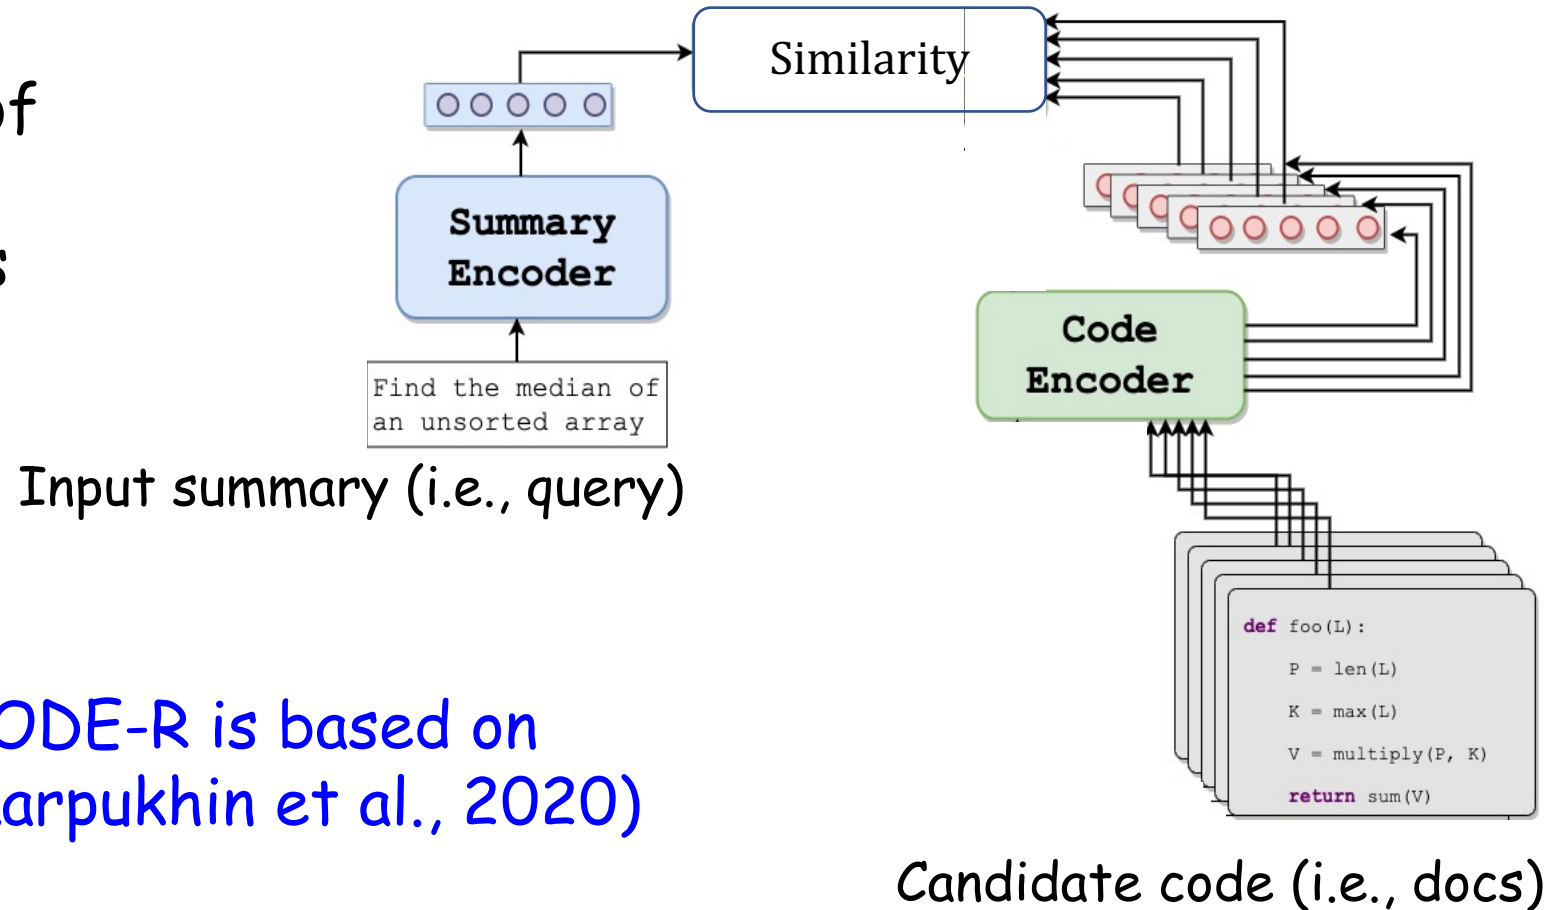 of
s
Similarity
Summary
Encoder
Find the median of
an unsorted array
Input summary (i.e., query)
Code
Encoder
def foo(L):
P = len(L)
K = max(L)
V = multiply(P, K)
return sum(V)
Candidate code (i.e., docs)
ODE-R is based on
arpukhin et al., 2020)